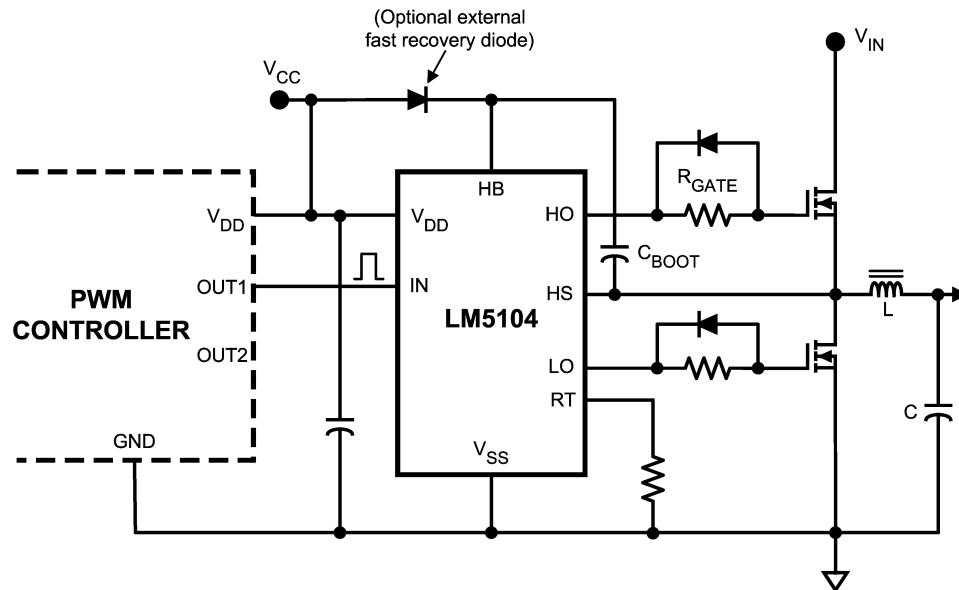 (Optional external
fast recovery diode)
VCC
VIN
HB
RGATE
VDD
VDD
HO
CBOOT
OUT1
IN
PWM
CONTROLLER
LM5104
HS
L
OUT2
LO
RT
C
GND
VSS